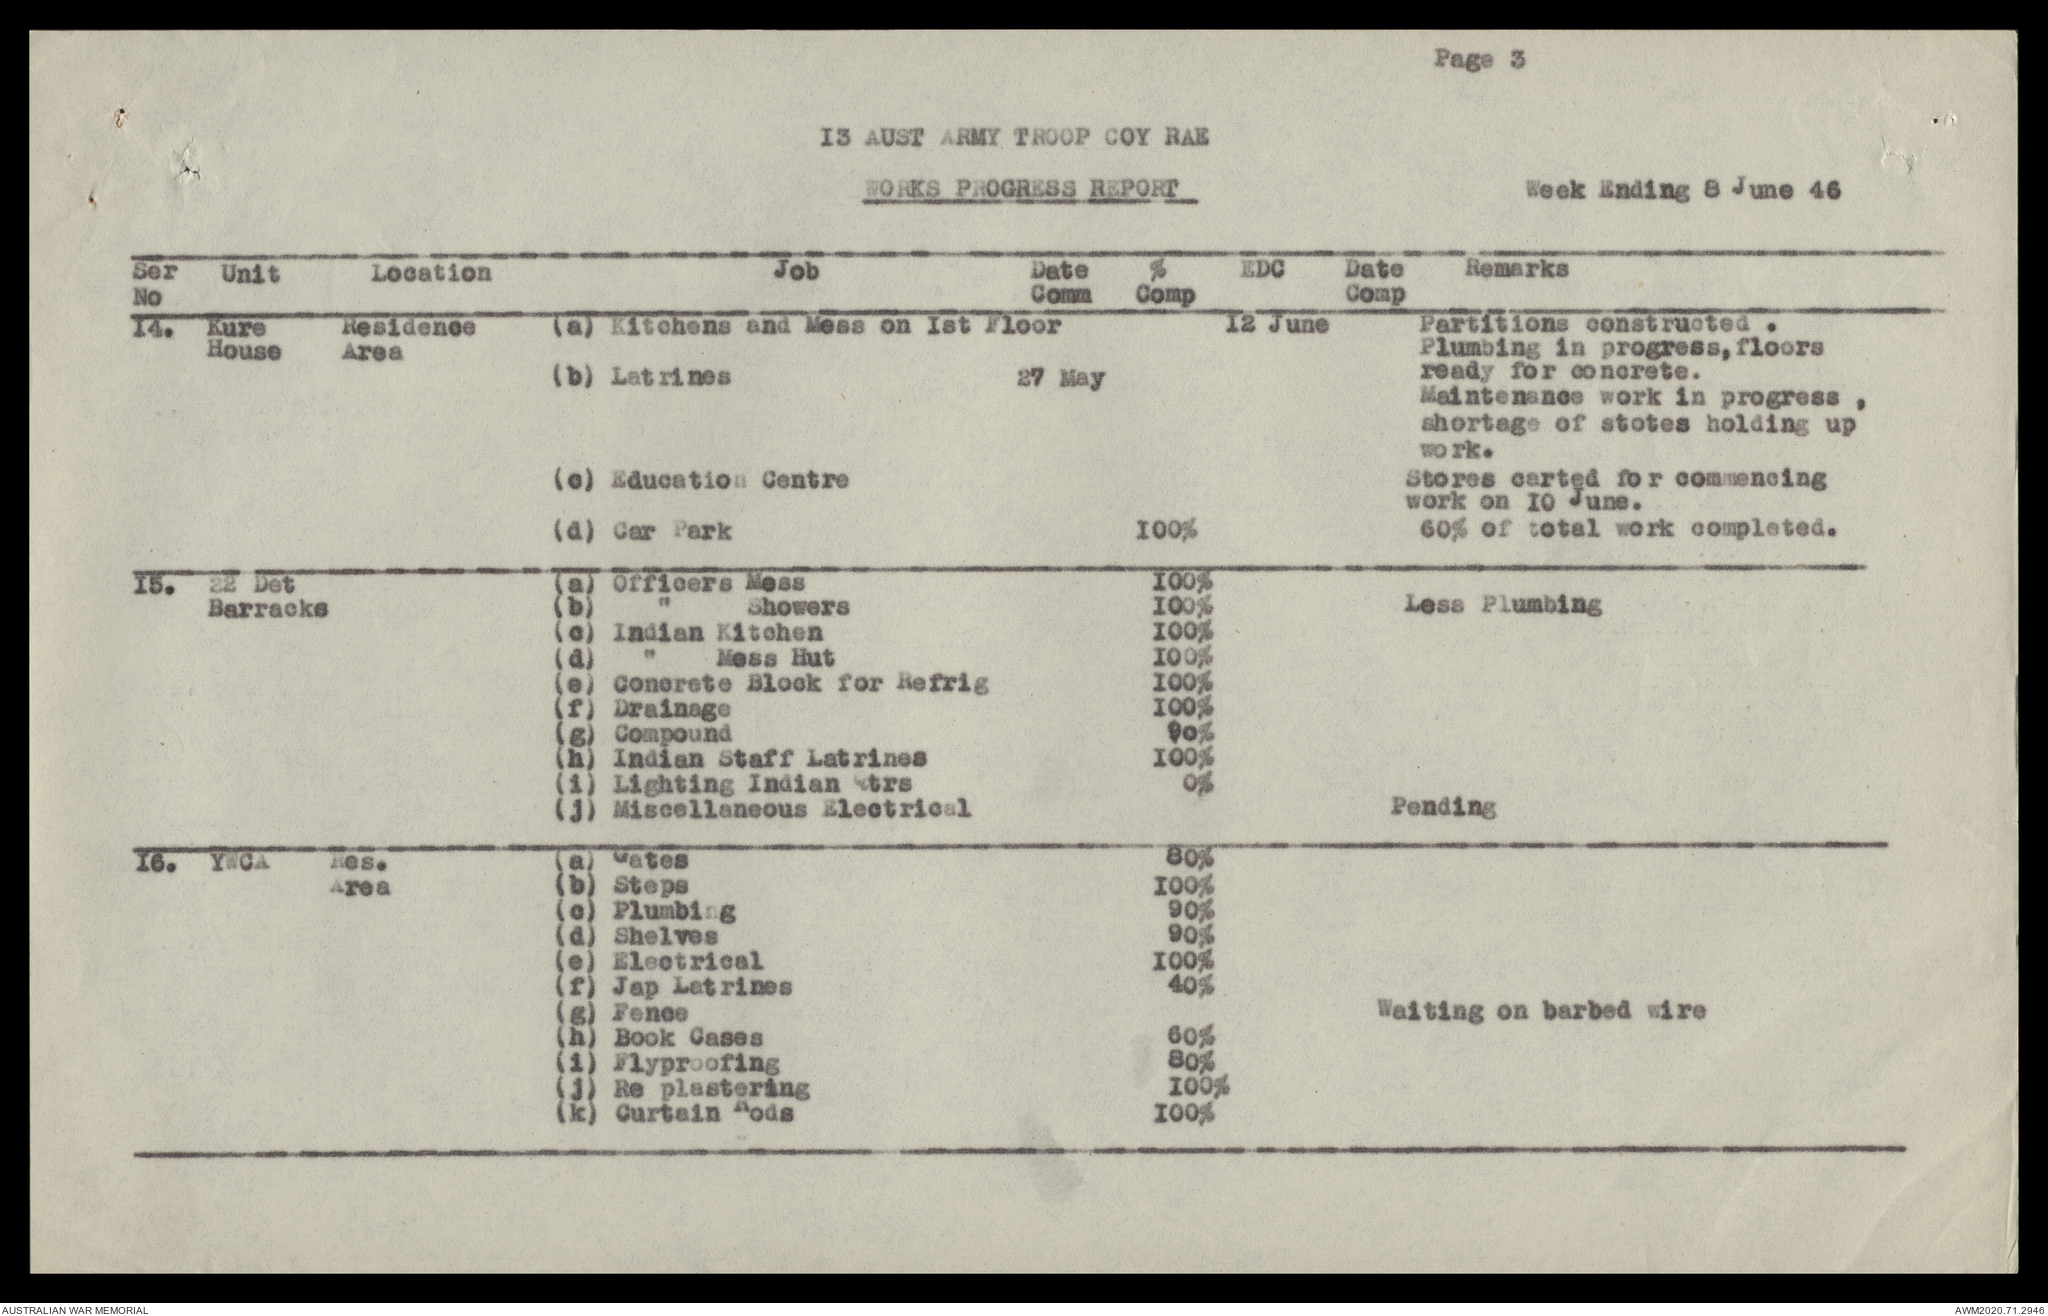 Page 3
13 AUST ARMY TROOP COY RAE
WORKS PROGRESS REPORT Week Ending 8 June 46
Ser Unit Location Job Date % EDC Date Remarks
No Comm Comp Comp
14. Kure Residence (a) Kitchens and Mess on 1st Floor 12 June Partitions constructed .
House Area Plumbing in progress,floors
(b) Latrines 27 May ready for concrete.
Maintenance work in progress ,
shortage of stotes holding up
work.
(c) Education Centre Stores carted for commencing
work on 10 June.
(d) Car Park 100% 60% of total work completed.
15. 22 Det (a) Officers Mess 100%
Barracks (b) " Showers 100% Less Plumbing
(c) Indian Kitchen 100%
(d) " Mess Hut 100%
(e) Concrete Block for Refrig 100%
(f) Drainage 100%
(g) Compound 90%
(h) Indian Staff Latrines 100%
(i) Lighting Indian Qtrs 0%
(j) Miscellaneous Electrical Pending
16. YWCA Res. (a) Gates 80%
Area (b) Steps 100%
(c) Plumbing 90%
(d) Shelves 90%
(e) Electrical 100%
(f) Jap Latrines 40%
(g) Fence Waiting on barbed wire
(h) Book Cases 60%
(i) Flyproofing 80%
(j) Re plastering 100%
(k) Curtain Rods 100%
AUSTRALIAN WAR MEMORIAL AWM2020.71.2946